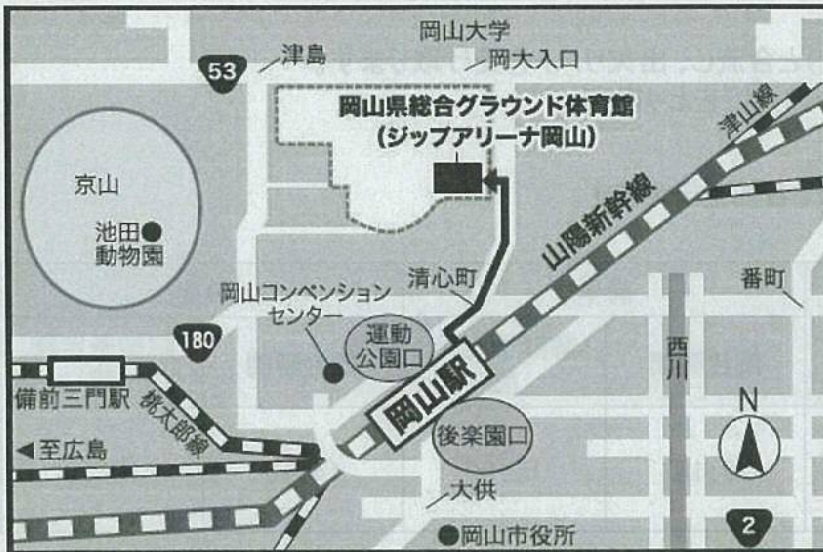 岡山大学
53
津島
岡大入口
岡山県総合グラウンド体育館
(ジップアリーナ岡山)
津山線
京山
池田
動物園
山陽新幹線
清心町
番町
岡山コンベンション
センター
180
運動
公園口
西川
岡山駅
備前三門駅
桃太郎線
N
後楽園口
◀至広島
大供
2
岡山市役所